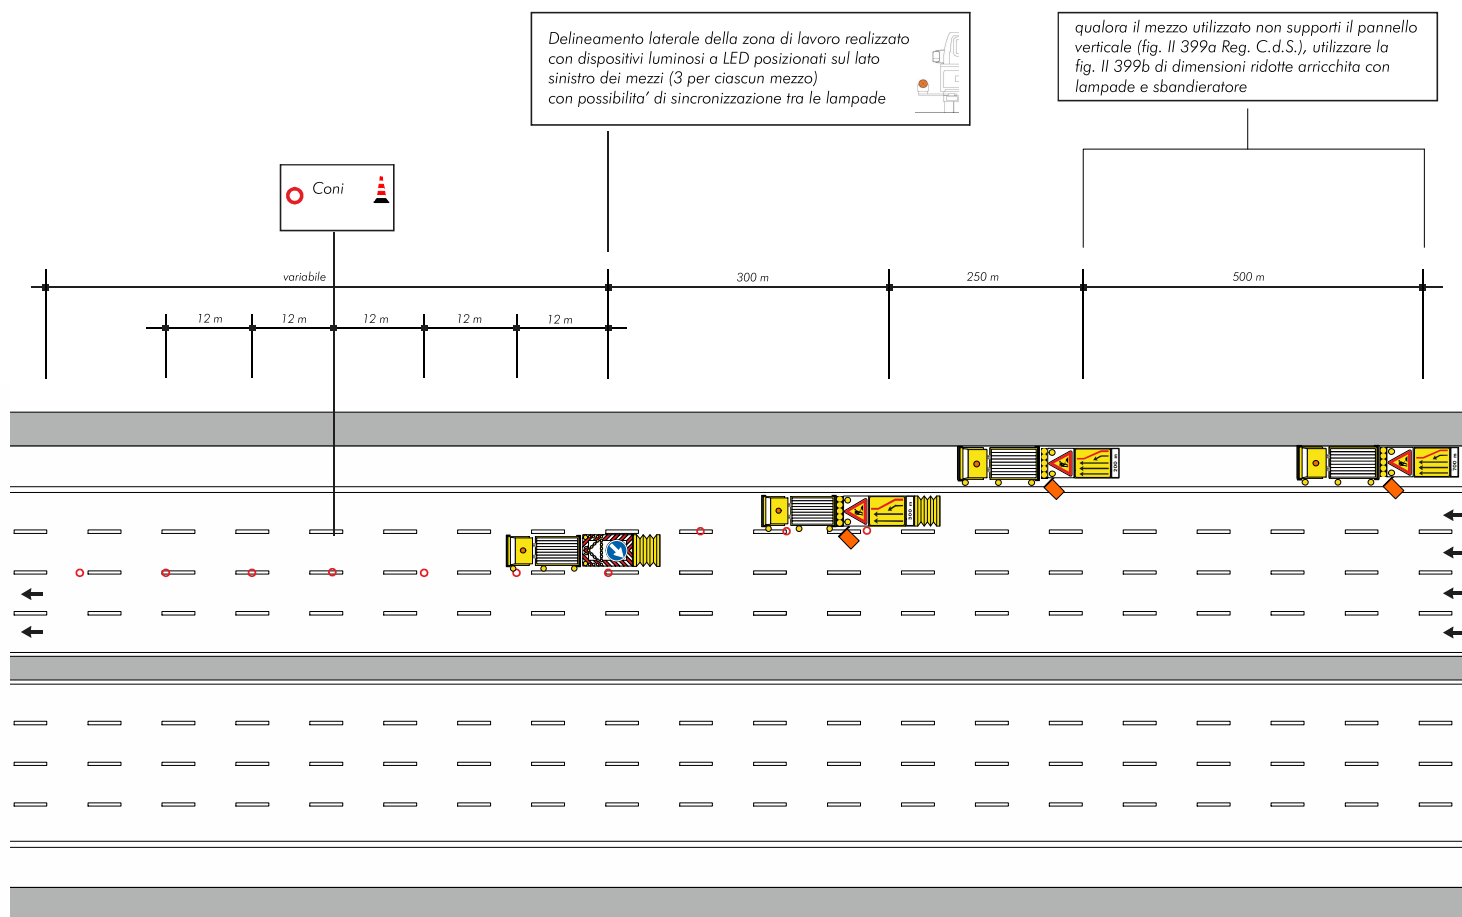 Delineamento laterale della zona di lavoro realizzato
con dispositivi luminosi a LED posizionati sul lato
sinistro dei mezzi (3 per ciascun mezzo)
con possibilita' di sincronizzazione tra le lampade
qualora il mezzo utilizzato non supporti il pannello
verticale (fig. II 399a Reg. C.d.S.), utilizzare la
fig. II 399b di dimensioni ridotte arricchita con
lampade e sbandieratore
Coni
variabile
300 m
250 m
500 m
12 m
12 m
12 m
12 m
12 m